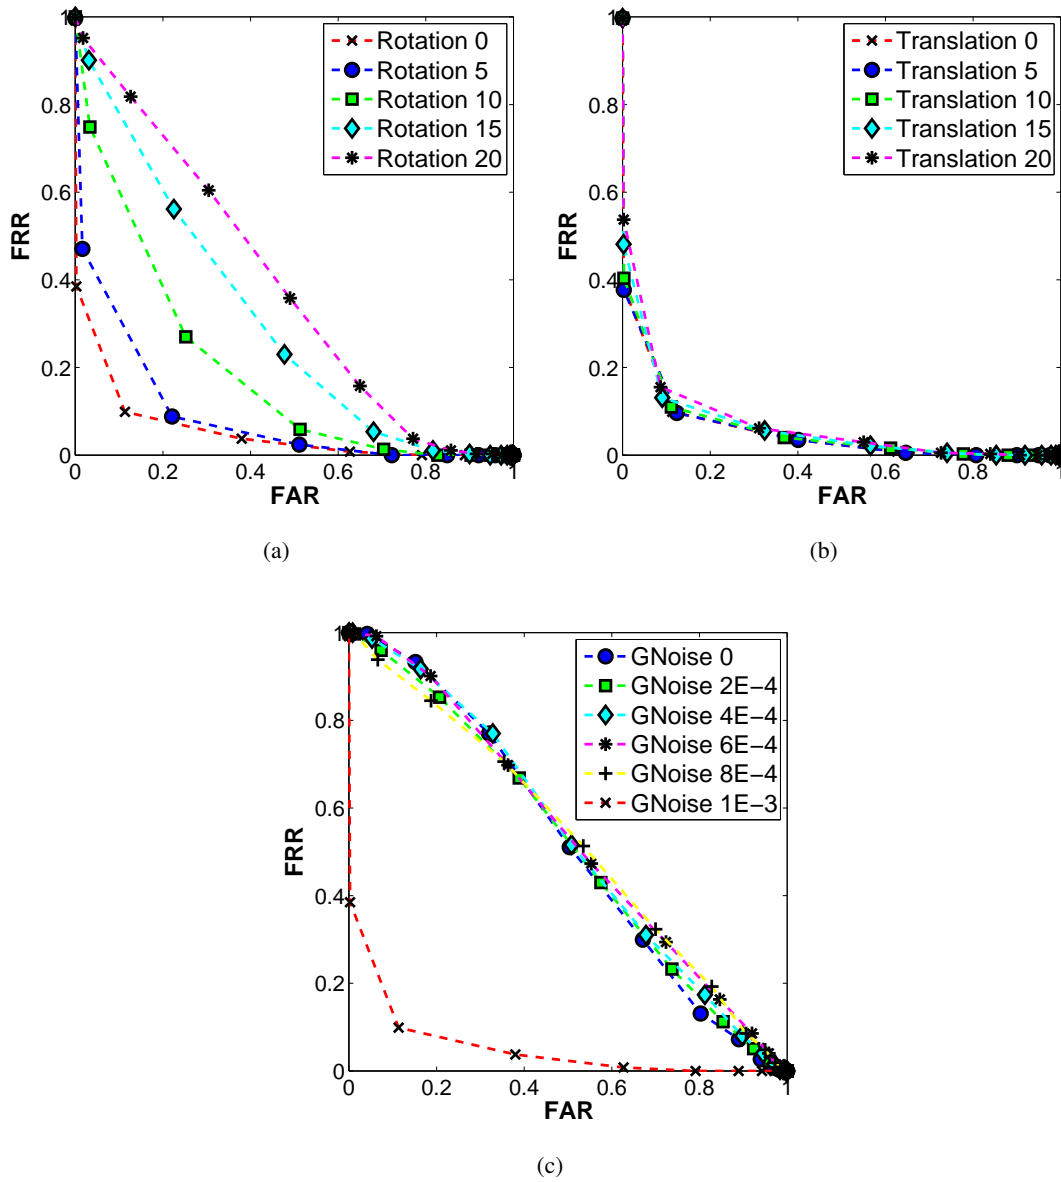 1
0.8
0.6
0.4
0.2
0
0 0.2 0.4 0.6 0.8 1
FRR
FAR
Rotation 0
Rotation 5
Rotation 10
Rotation 15
Rotation 20
(a)
1
0.8
0.6
0.4
0.2
0
0 0.2 0.4 0.6 0.8 1
FRR
FAR
Translation 0
Translation 5
Translation 10
Translation 15
Translation 20
(b)
1
0.8
0.6
0.4
0.2
0
0 0.2 0.4 0.6 0.8 1
FRR
FAR
GNoise 0
GNoise 2E-4
GNoise 4E-4
GNoise 6E-4
GNoise 8E-4
GNoise 1E-3
(c)